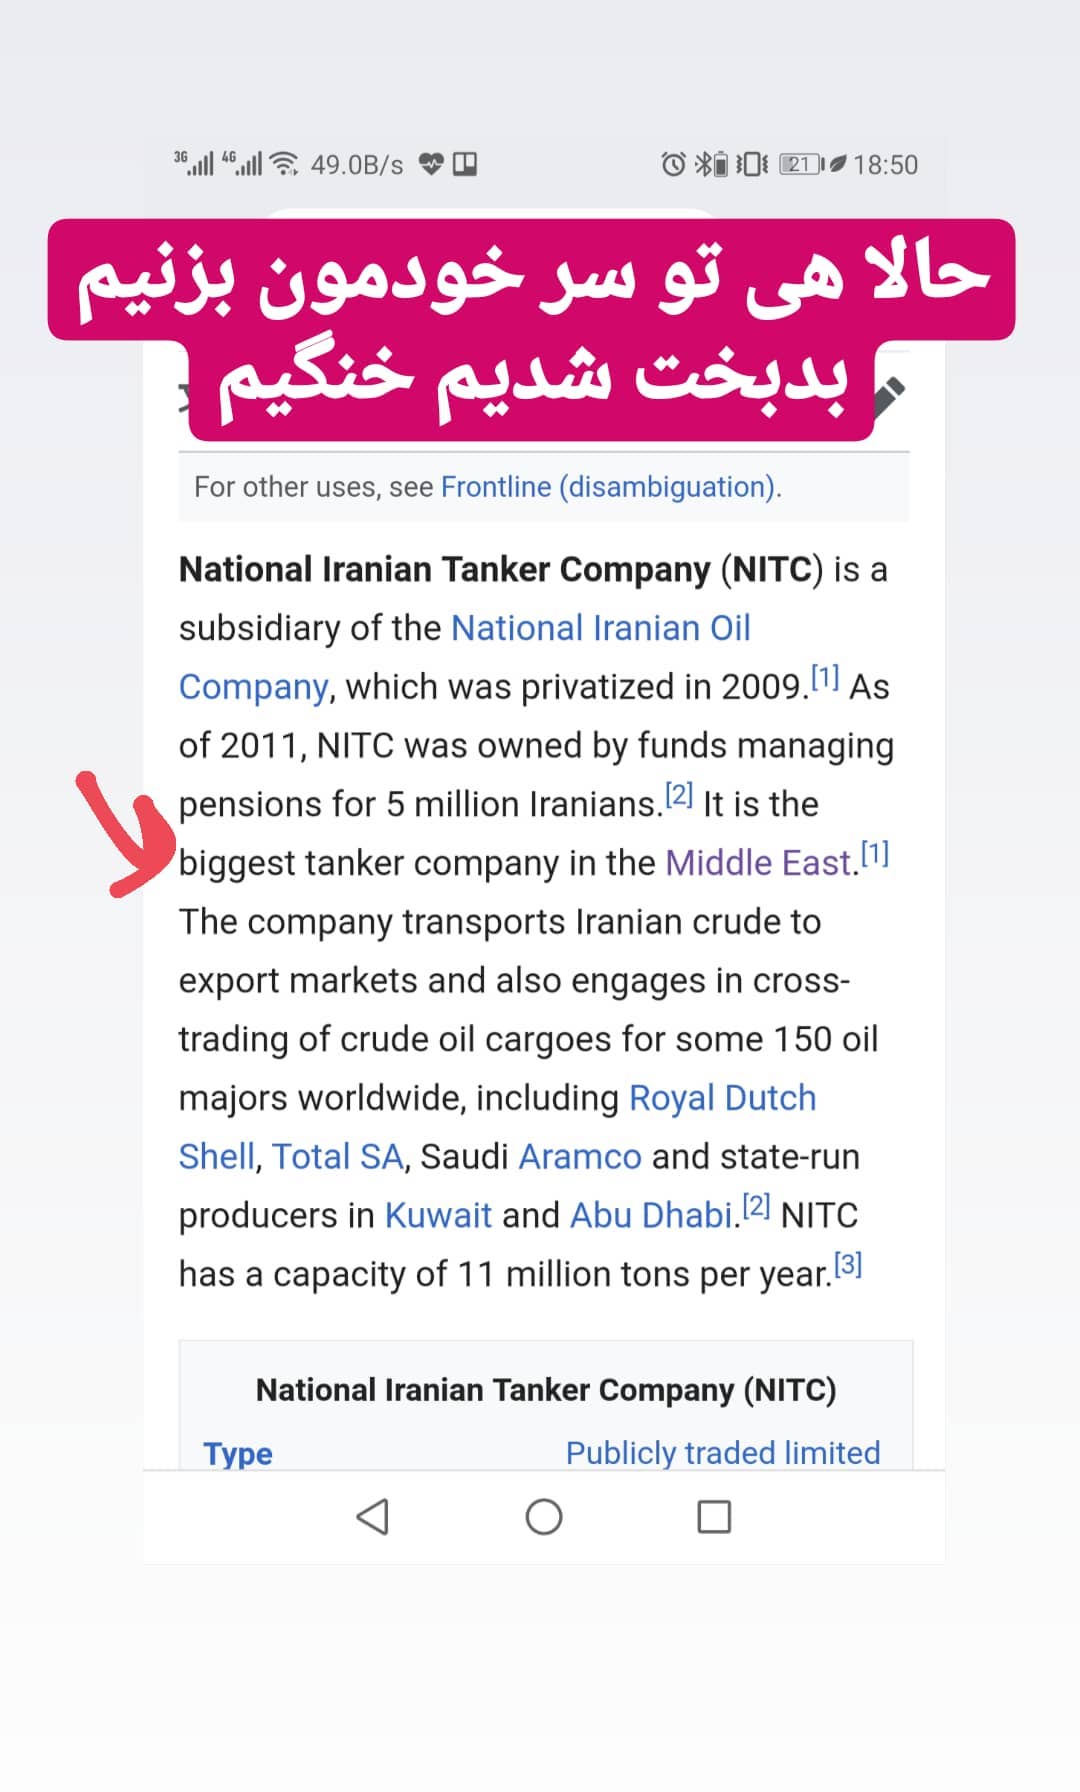 3G 4G 49.0B/s 21 18:50
حالا هی تو سر خودمون بزنیم
بدبخت شدیم خنگیم
For other uses, see Frontline (disambiguation).
National Iranian Tanker Company (NITC) is a
subsidiary of the National Iranian Oil
Company, which was privatized in 2009.[1] As
of 2011, NITC was owned by funds managing
pensions for 5 million Iranians.[2] It is the
biggest tanker company in the Middle East.[1]
The company transports Iranian crude to
export markets and also engages in cross-
trading of crude oil cargoes for some 150 oil
majors worldwide, including Royal Dutch
Shell, Total SA, Saudi Aramco and state-run
producers in Kuwait and Abu Dhabi.[2] NITC
has a capacity of 11 million tons per year.[3]
National Iranian Tanker Company (NITC)
Type Publicly traded limited